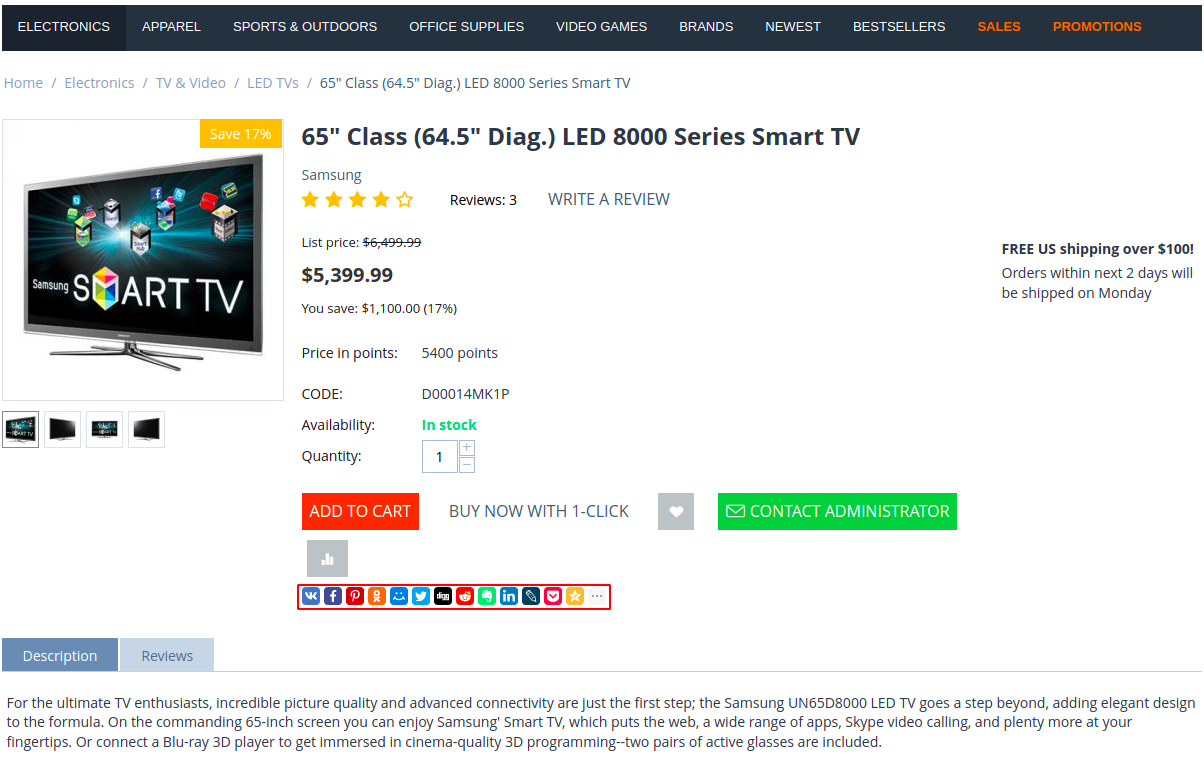 ELECTRONICS APPAREL SPORTS & OUTDOORS OFFICE SUPPLIES VIDEO GAMES BRANDS NEWEST BESTSELLERS SALES PROMOTIONS
Home / Electronics / TV & Video / LED TVs / 65" Class (64.5" Diag.) LED 8000 Series Smart TV
Save 17%
Smart
HUB
Samsung SMART TV
65" Class (64.5" Diag.) LED 8000 Series Smart TV
Samsung
Reviews: 3 WRITE A REVIEW
List price: $6,499.99
$5,399.99
You save: $1,100.00 (17%)
FREE US shipping over $100!
Orders within next 2 days will
be shipped on Monday
Price in points: 5400 points
CODE: D00014MK1P
Availability: In stock
Quantity: 1 + −
ADD TO CART BUY NOW WITH 1-CLICK CONTACT ADMINISTRATOR
digg in ...
Description Reviews
For the ultimate TV enthusiasts, incredible picture quality and advanced connectivity are just the first step; the Samsung UN65D8000 LED TV goes a step beyond, adding elegant design
to the formula. On the commanding 65-inch screen you can enjoy Samsung' Smart TV, which puts the web, a wide range of apps, Skype video calling, and plenty more at your
fingertips. Or connect a Blu-ray 3D player to get immersed in cinema-quality 3D programming--two pairs of active glasses are included.